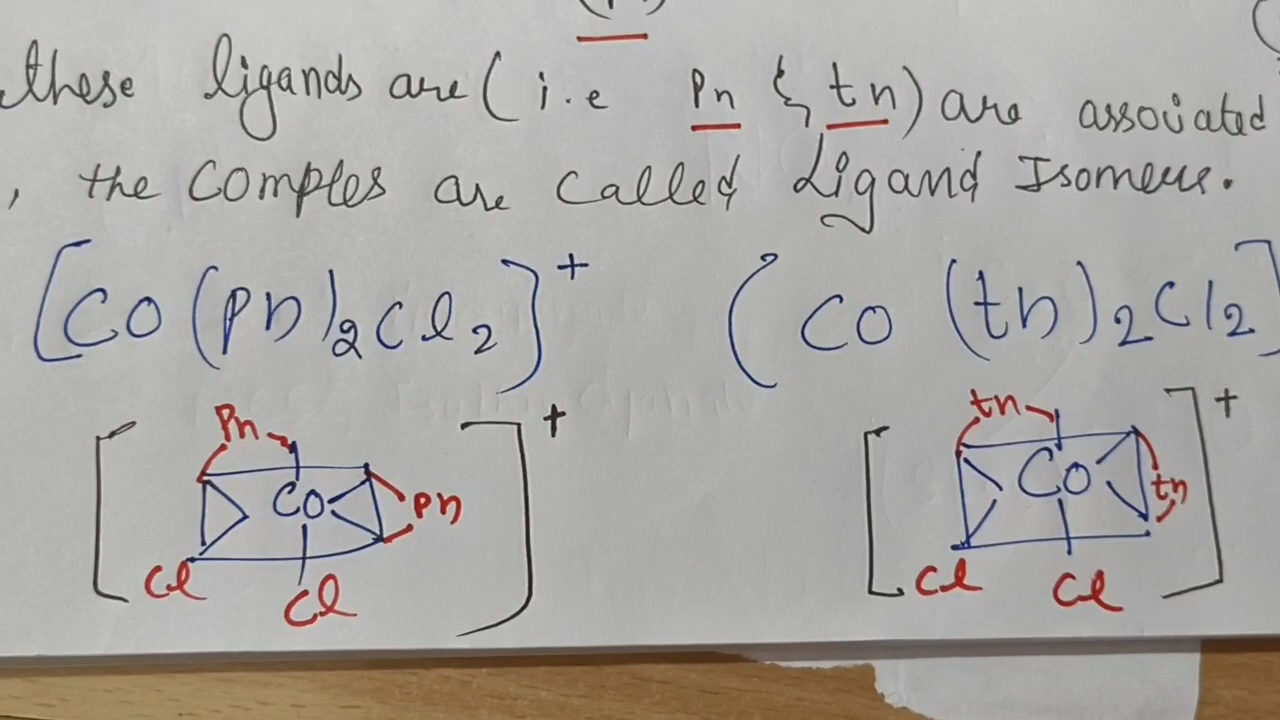 these ligands are (i.e Pn & tn) are associated
, the Comples are called Ligand Isomers.
[Co(pn)2Cl2]+ (Co (tn)2Cl2]
[Pn Co Pn Cl Cl]+ [tn Co tn Cl Cl]+